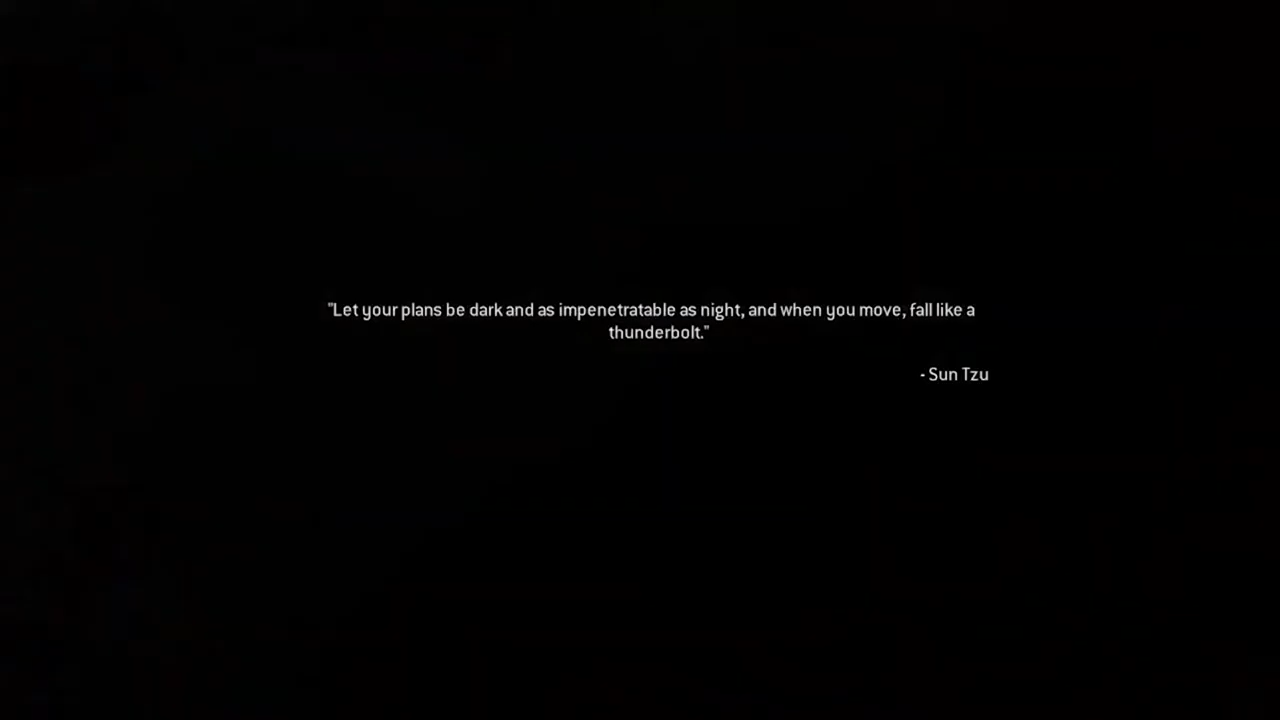 "Let your plans be dark and as impenetratable as night, and when you move, fall like a
thunderbolt."
- Sun Tzu